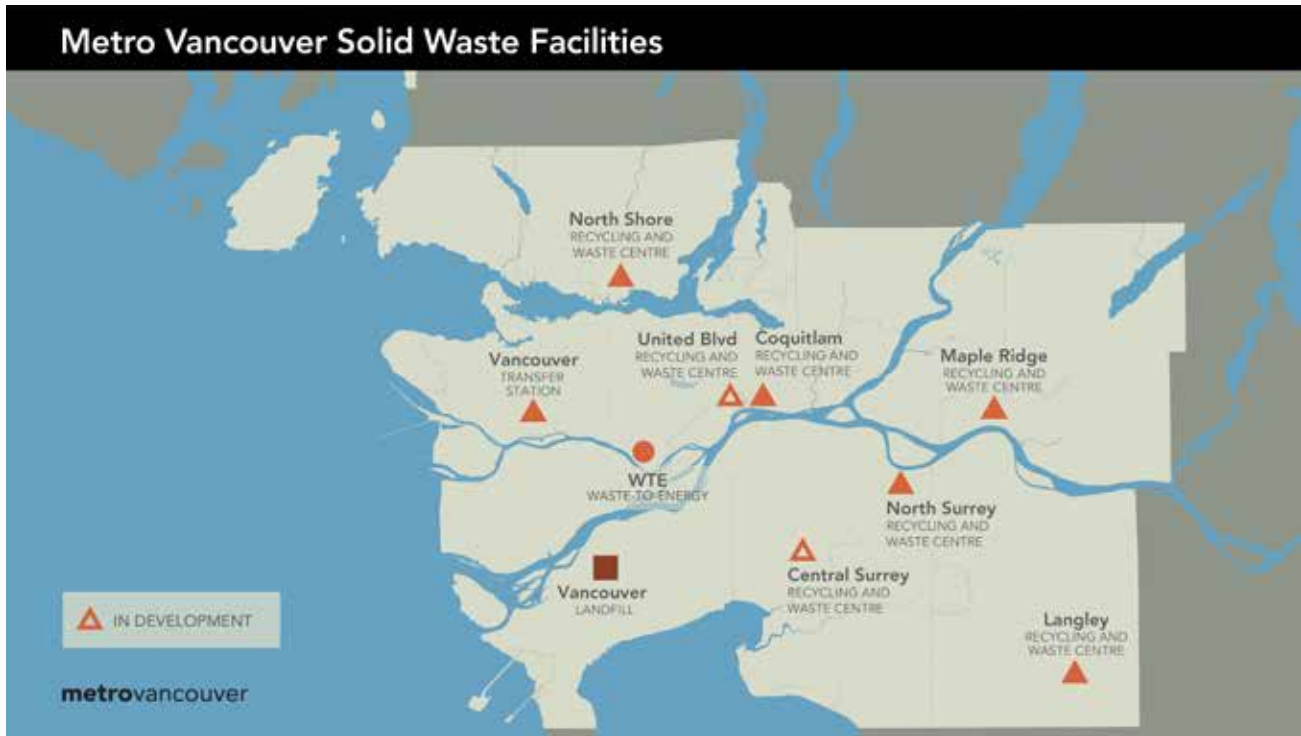 Metro Vancouver Solid Waste Facilities
North Shore
RECYCLING AND
WASTE CENTRE
United Blvd
RECYCLING AND
WASTE CENTRE
Coquitlam
RECYCLING AND
WASTE CENTRE
Vancouver
TRANSFER
STATION
Maple Ridge
RECYCLING AND
WASTE CENTRE
WTE
WASTE-TO-ENERGY
North Surrey
RECYCLING AND
WASTE CENTRE
Vancouver
LANDFILL
Central Surrey
RECYCLING AND
WASTE CENTRE
Langley
RECYCLING AND
WASTE CENTRE
IN DEVELOPMENT
metrovancouver